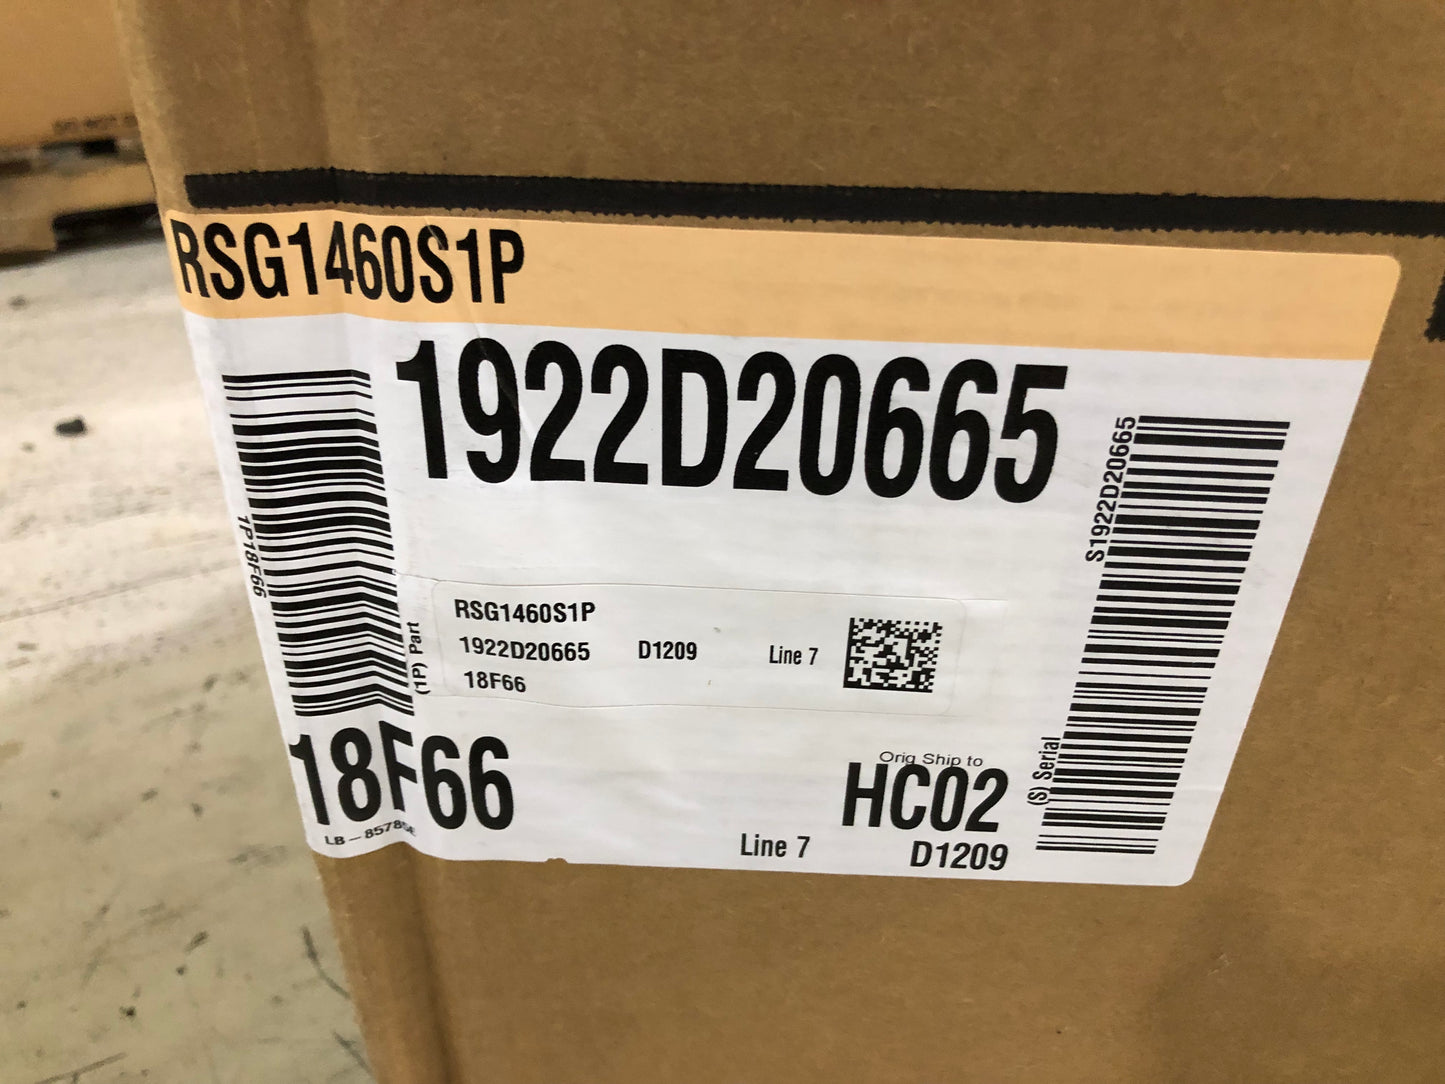 RSG1460S1P
1922D20665
1P18F66
(1P) Part
S1922D20665
(S) Serial
RSG1460S1P
1922D20665 D1209 Line 7
18F66
18F66
Orig Ship to
HC02
Line 7 D1209